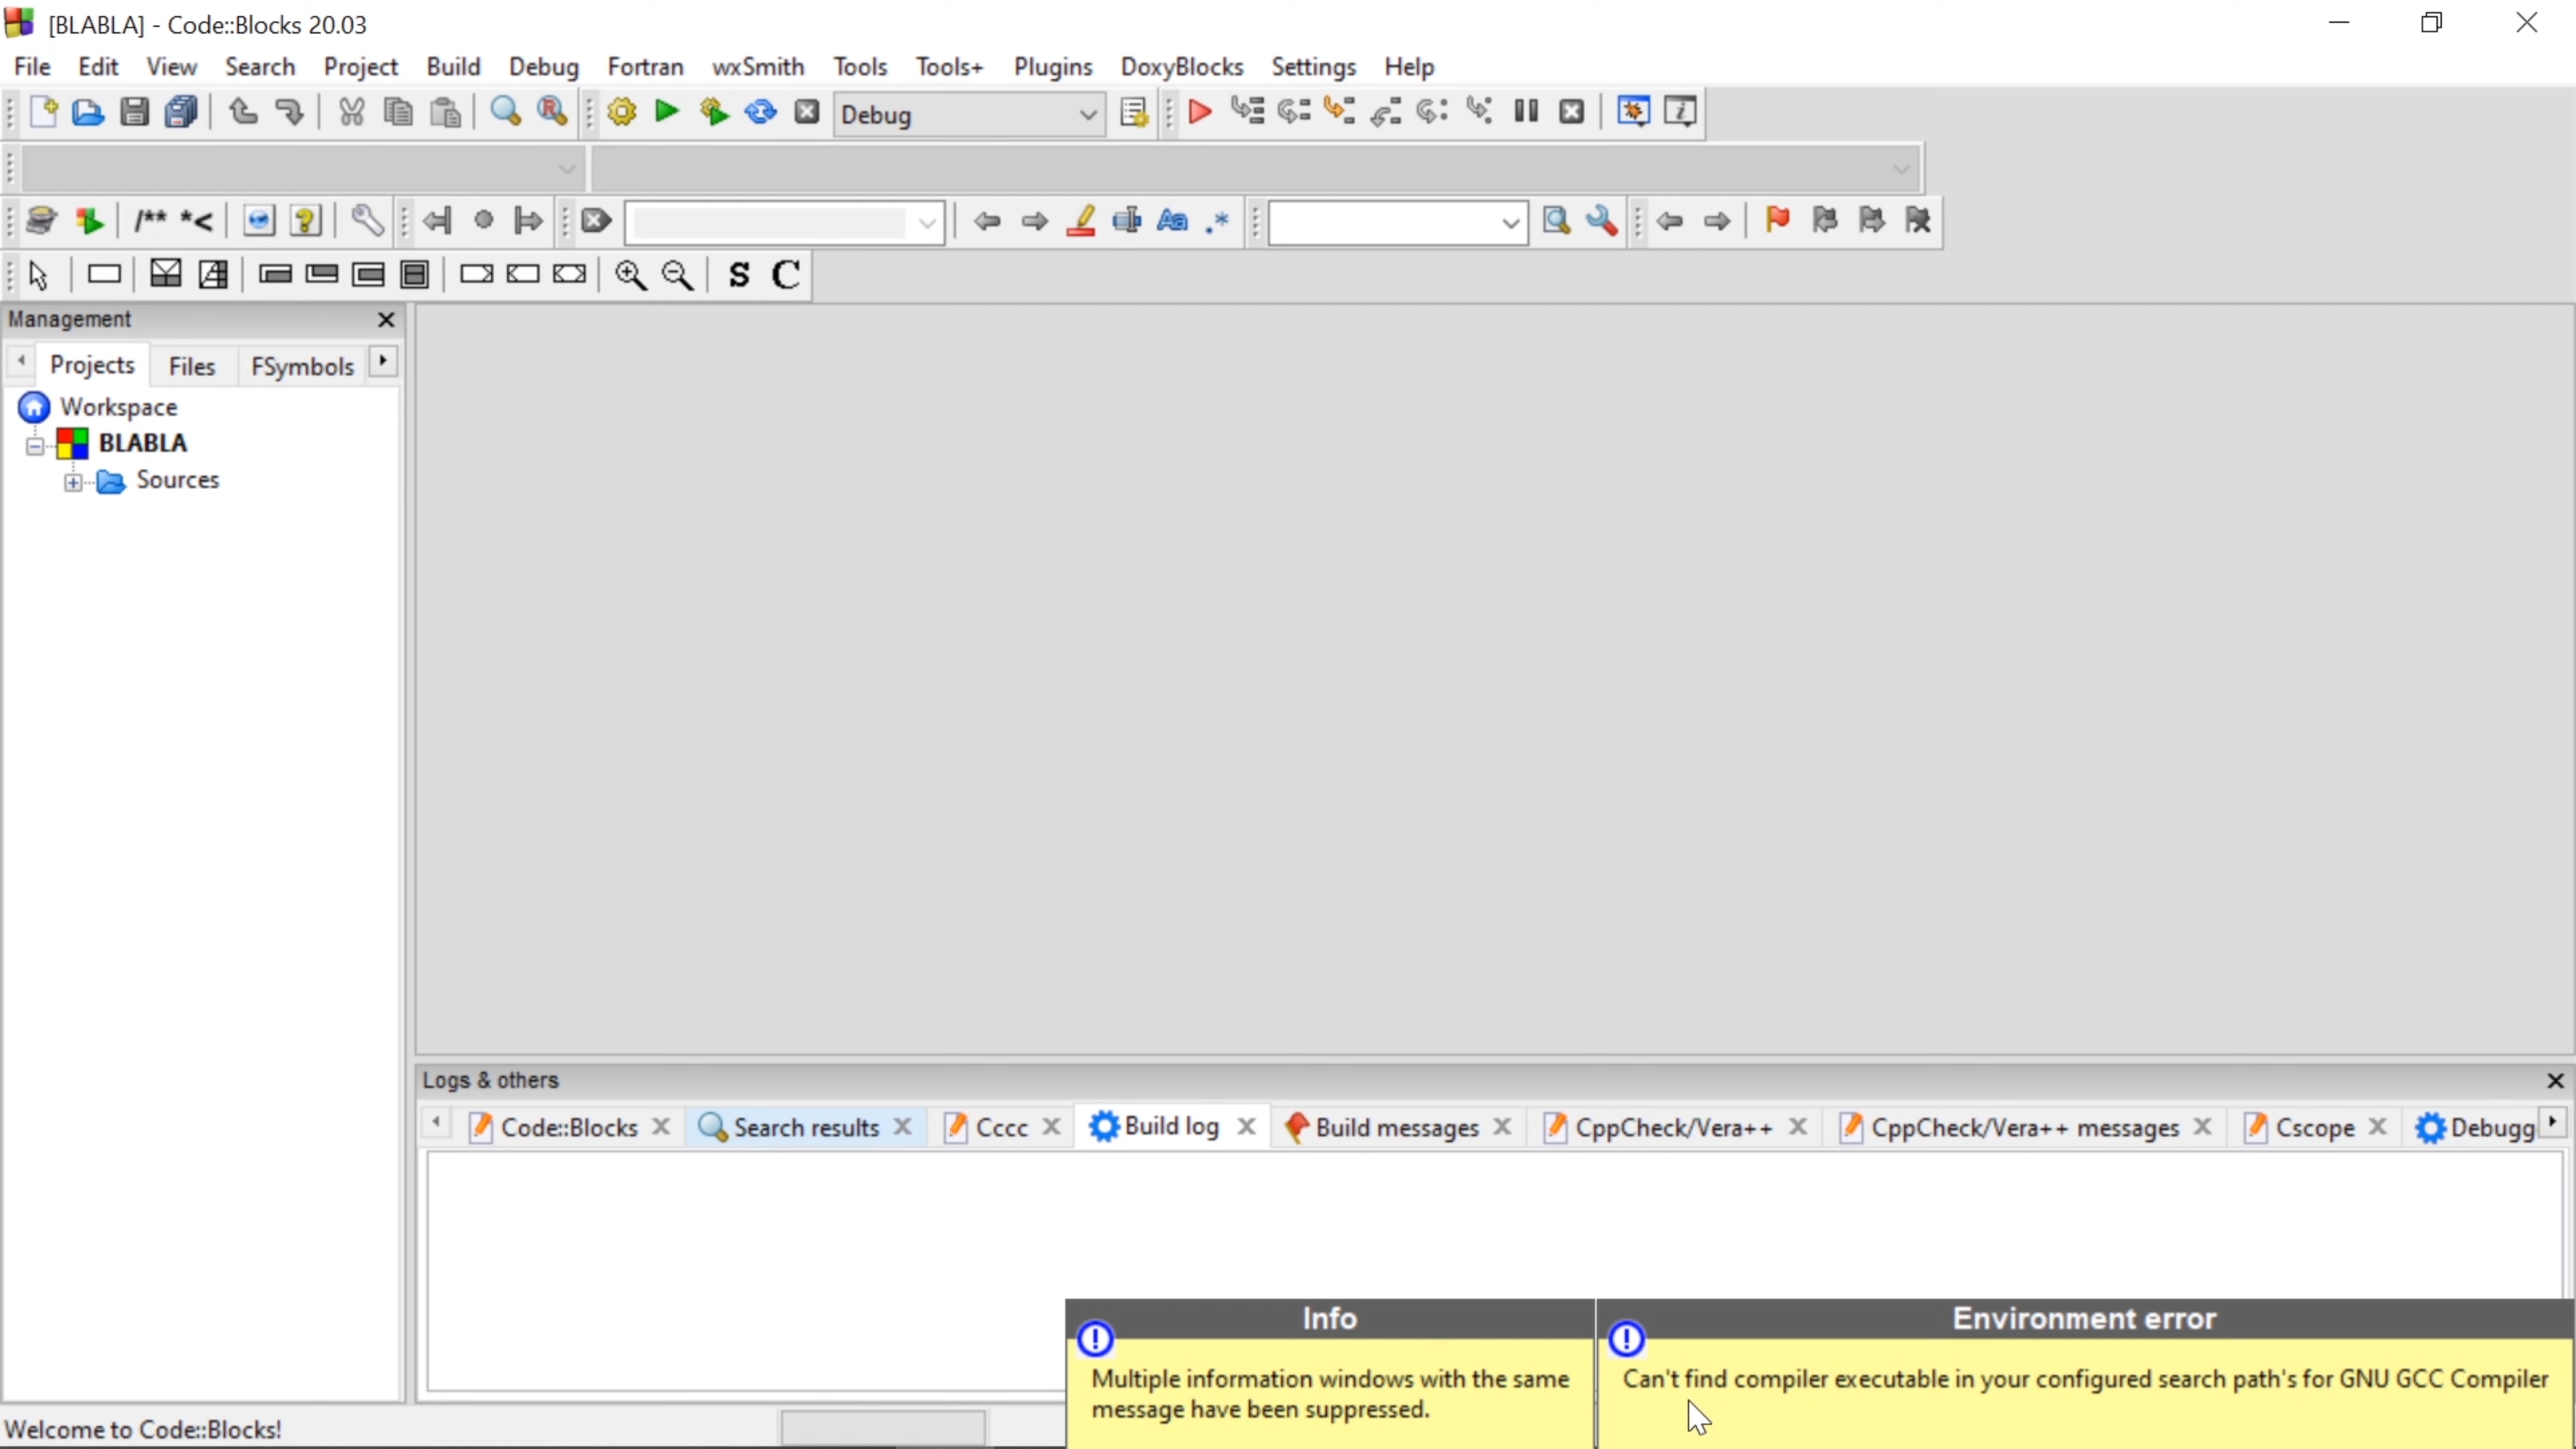 [BLABLA] - Code::Blocks 20.03
File Edit View Search Project Build Debug Fortran wxSmith Tools Tools+ Plugins DoxyBlocks Settings Help
Debug
/** *<
Aa .*
S C
Management
Projects Files FSymbols
Workspace
BLABLA
Sources
Logs & others
Code::Blocks Search results Cccc Build log Build messages CppCheck/Vera++ CppCheck/Vera++ messages Cscope Debugg
Info
Multiple information windows with the same
message have been suppressed.
Environment error
Can't find compiler executable in your configured search path's for GNU GCC Compiler
Welcome to Code::Blocks!